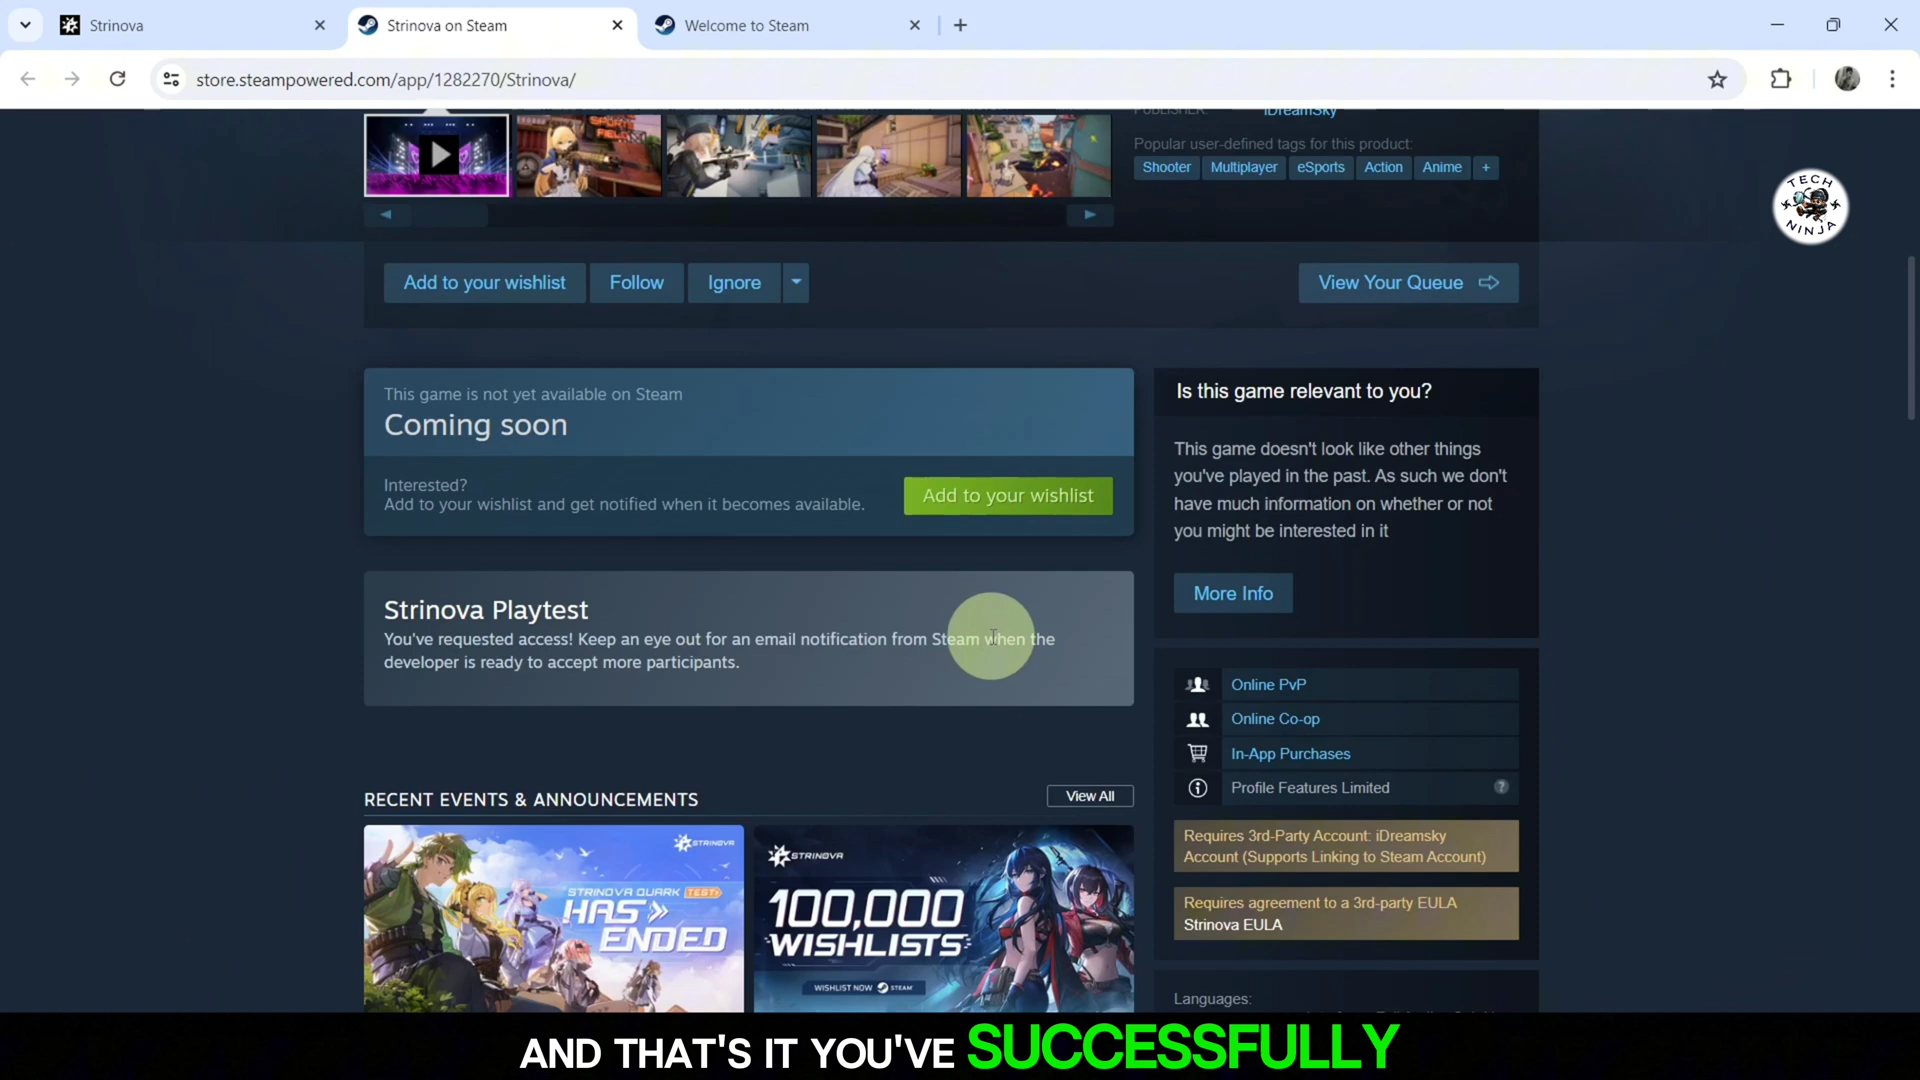 Strinova
Strinova on Steam
Welcome to Steam
store.steampowered.com/app/1282270/Strinova/
PUBLISHER: iDreamSky
Popular user-defined tags for this product:
Shooter Multiplayer eSports Action Anime +
TECH
NINJA
Add to your wishlist Follow Ignore View Your Queue
This game is not yet available on Steam
Coming soon
Interested?
Add to your wishlist and get notified when it becomes available.
Add to your wishlist
Is this game relevant to you?
This game doesn't look like other things
you've played in the past. As such we don't
have much information on whether or not
you might be interested in it
More Info
Strinova Playtest
You've requested access! Keep an eye out for an email notification from Steam when the
developer is ready to accept more participants.
Online PvP
Online Co-op
In-App Purchases
Profile Features Limited ?
Requires 3rd-Party Account: iDreamsky
Account (Supports Linking to Steam Account)
Requires agreement to a 3rd-party EULA
Strinova EULA
RECENT EVENTS & ANNOUNCEMENTS
View All
STRINOVA
STRINOVA QUARK TEST
HAS
ENDED
STRINOVA
100,000
WISHLISTS
WISHLIST NOW STEAM
Languages:
AND THAT'S IT YOU'VE SUCCESSFULLY